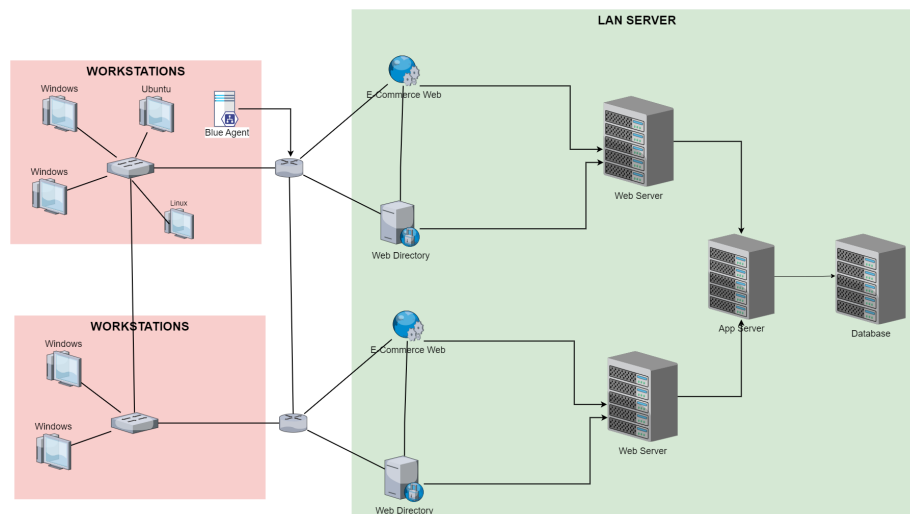 LAN SERVER
WORKSTATIONS
Windows
Ubuntu
Blue Agent
E-Commerce Web
Windows
Linux
Web Server
Web Directory
WORKSTATIONS
App Server
Database
Windows
E-Commerce Web
Windows
Web Server
Web Directory